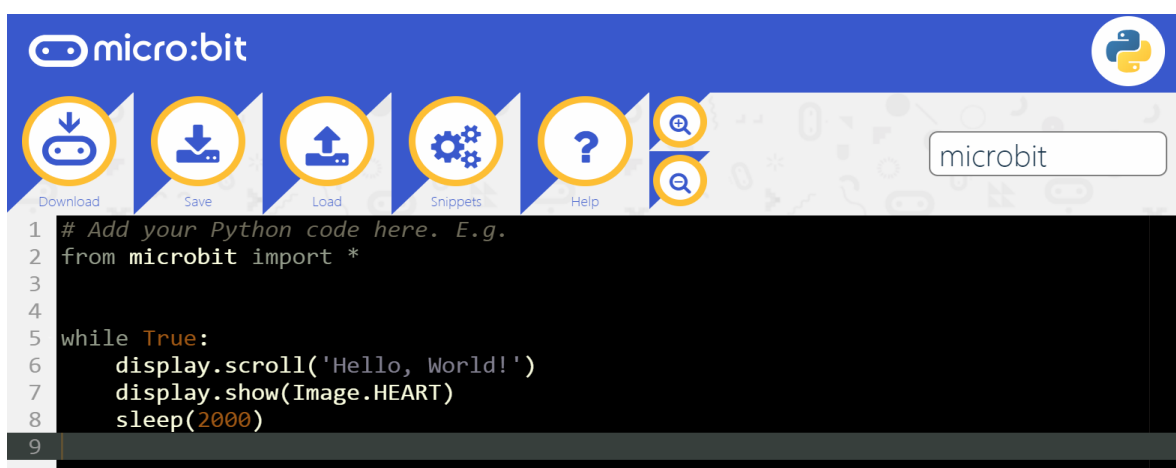 micro:bit
microbit
Download Save Load Snippets Help
1 # Add your Python code here. E.g.
2 from microbit import *
3
4
5 while True:
6     display.scroll('Hello, World!')
7     display.show(Image.HEART)
8     sleep(2000)
9